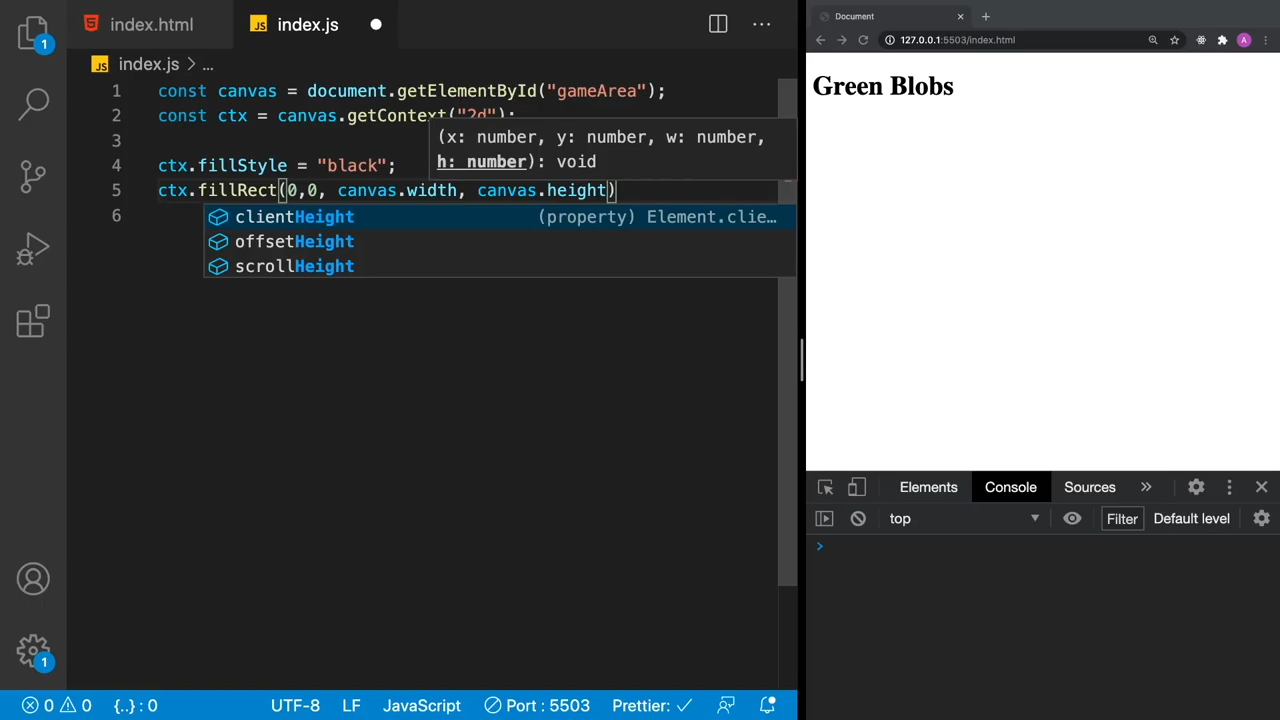 index.html
index.js
index.js > ...
1 const canvas = document.getElementById("gameArea");
2 const ctx = canvas.getContext("2d");
3
(x: number, y: number, w: number,
h: number): void
4 ctx.fillStyle = "black";
5 ctx.fillRect(0,0, canvas.width, canvas.height)
6
clientHeight (property) Element.clie…
offsetHeight
scrollHeight
1
1
0 0 {..} : 0 UTF-8 LF JavaScript Port : 5503 Prettier: ✓
Document
127.0.0.1:5503/index.html
A
Green Blobs
Elements Console Sources »
top Filter Default level
>